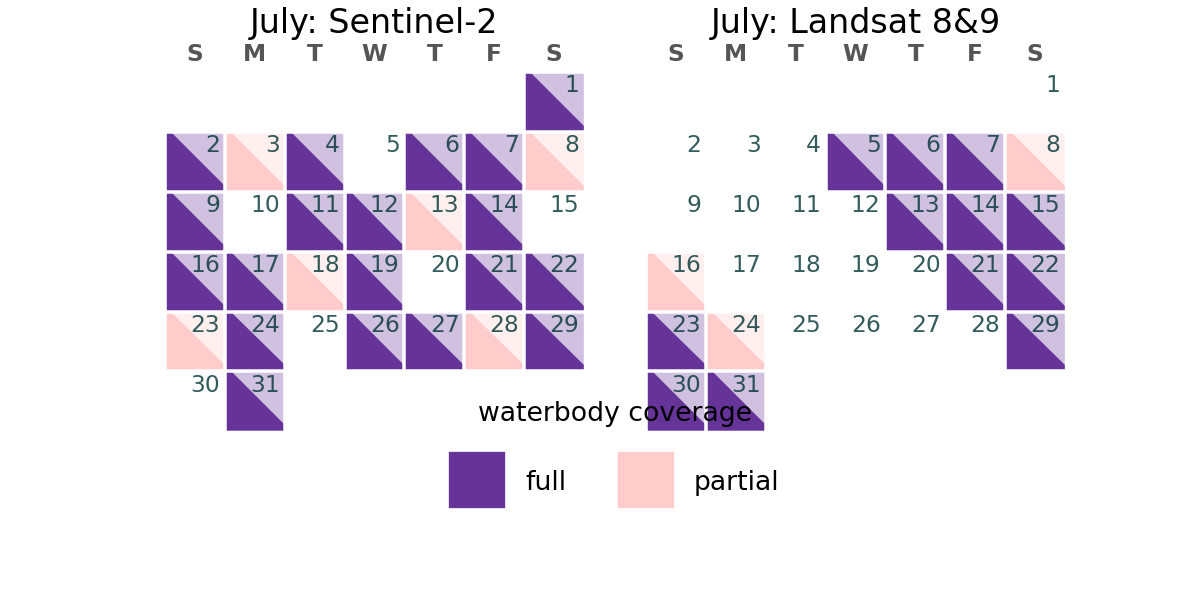 July: Sentinel-2
S M T W T F S
1
2 3 4 5 6 7 8
9 10 11 12 13 14 15
16 17 18 19 20 21 22
23 24 25 26 27 28 29
30 31
July: Landsat 8&9
S M T W T F S
1
2 3 4 5 6 7 8
9 10 11 12 13 14 15
16 17 18 19 20 21 22
23 24 25 26 27 28 29
30 31
waterbody coverage
full partial